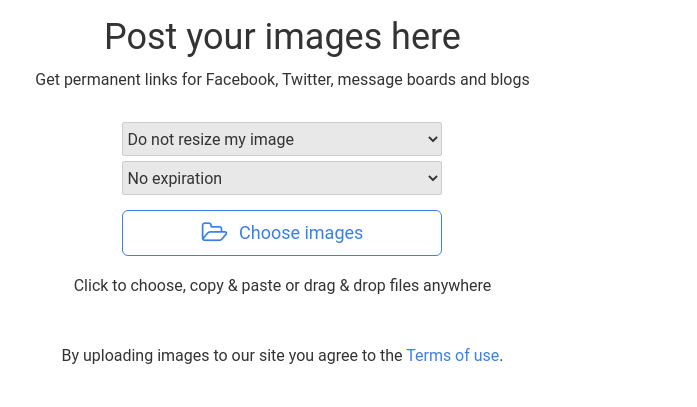 Post your images here
Get permanent links for Facebook, Twitter, message boards and blogs
Do not resize my image
No expiration
Choose images
Click to choose, copy & paste or drag & drop files anywhere
By uploading images to our site you agree to the Terms of use.